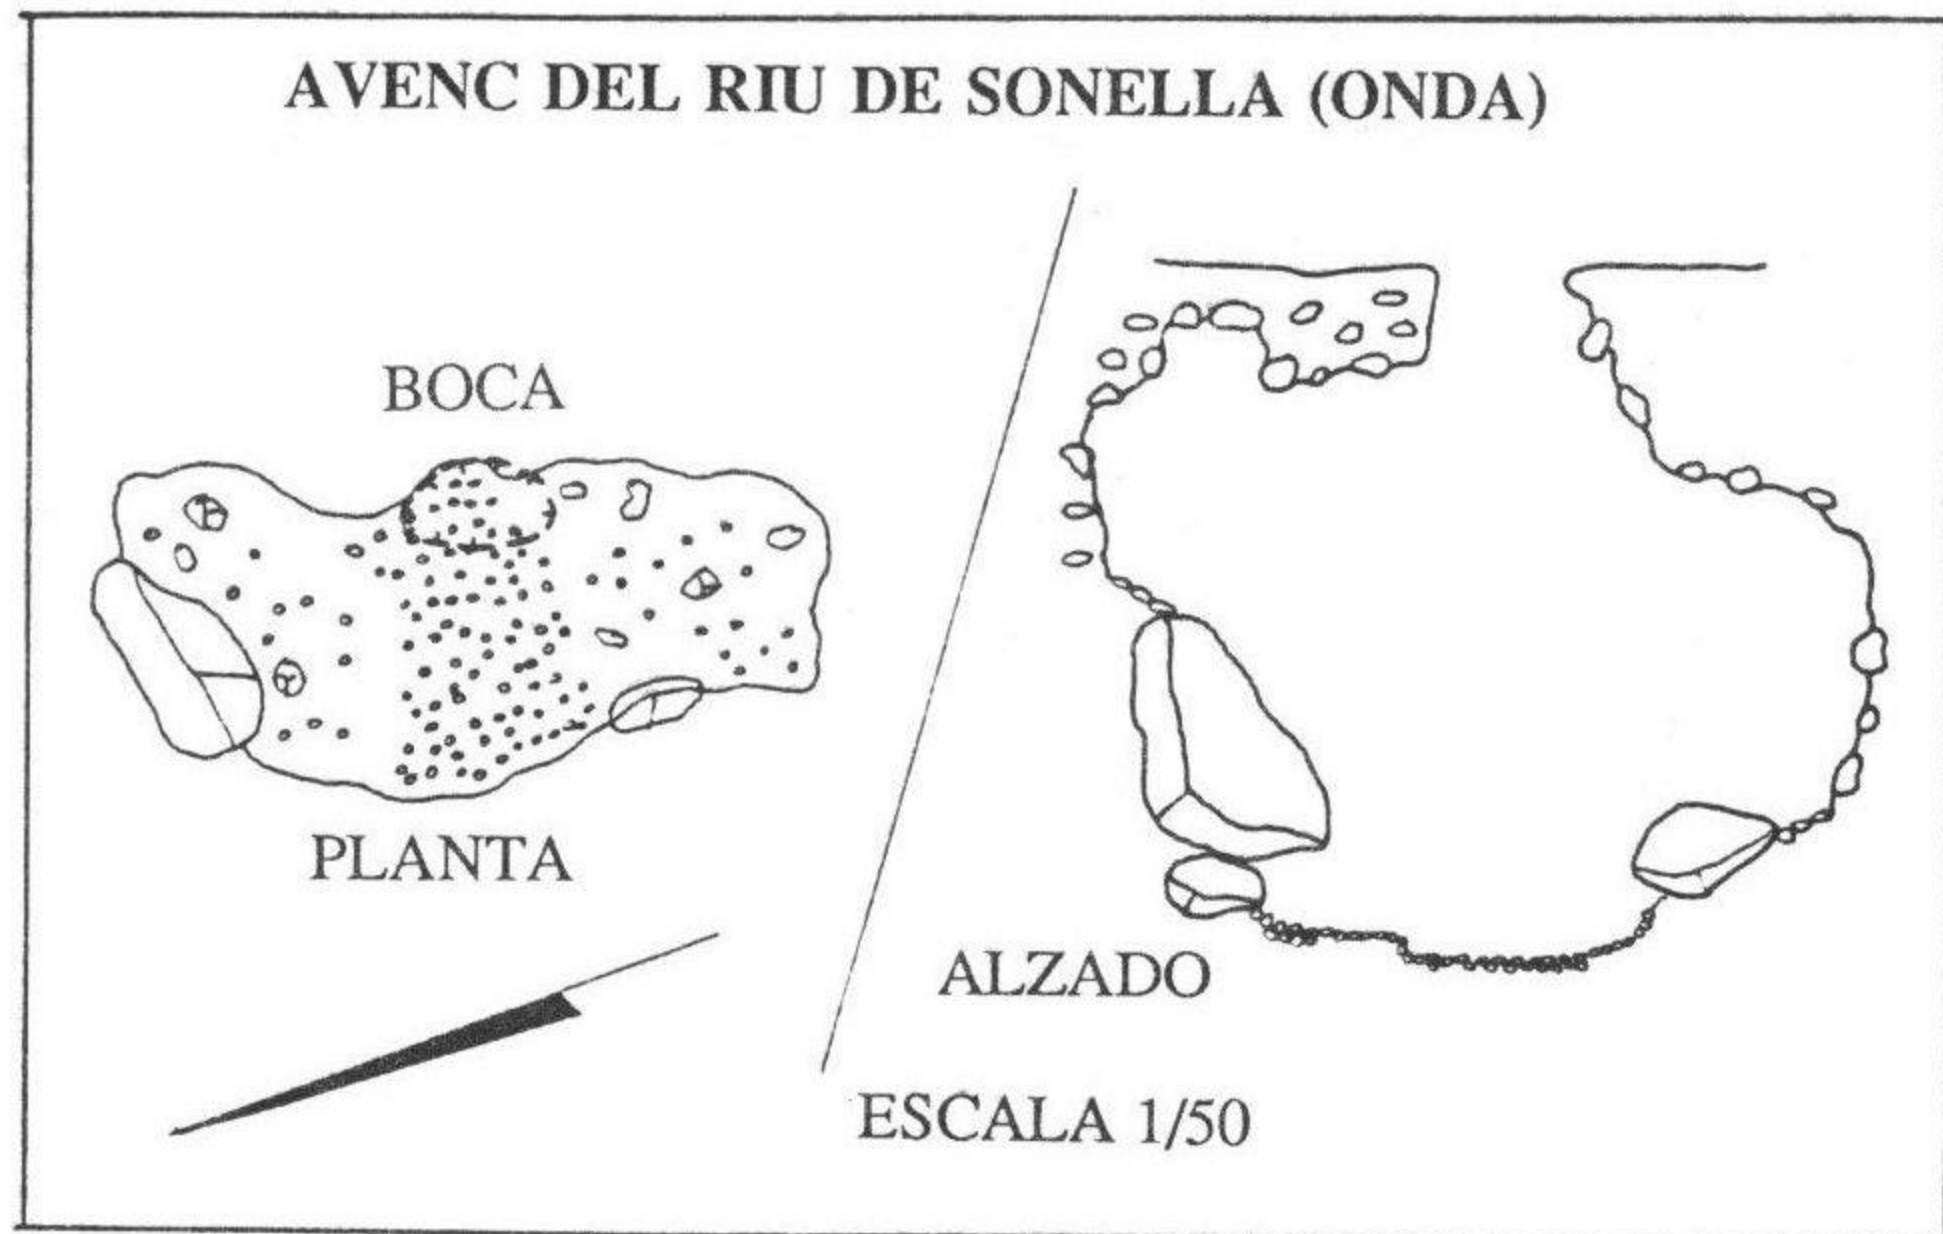 AVENC DEL RIU DE SONELLA (ONDA)
BOCA
PLANTA
ALZADO
ESCALA 1/50